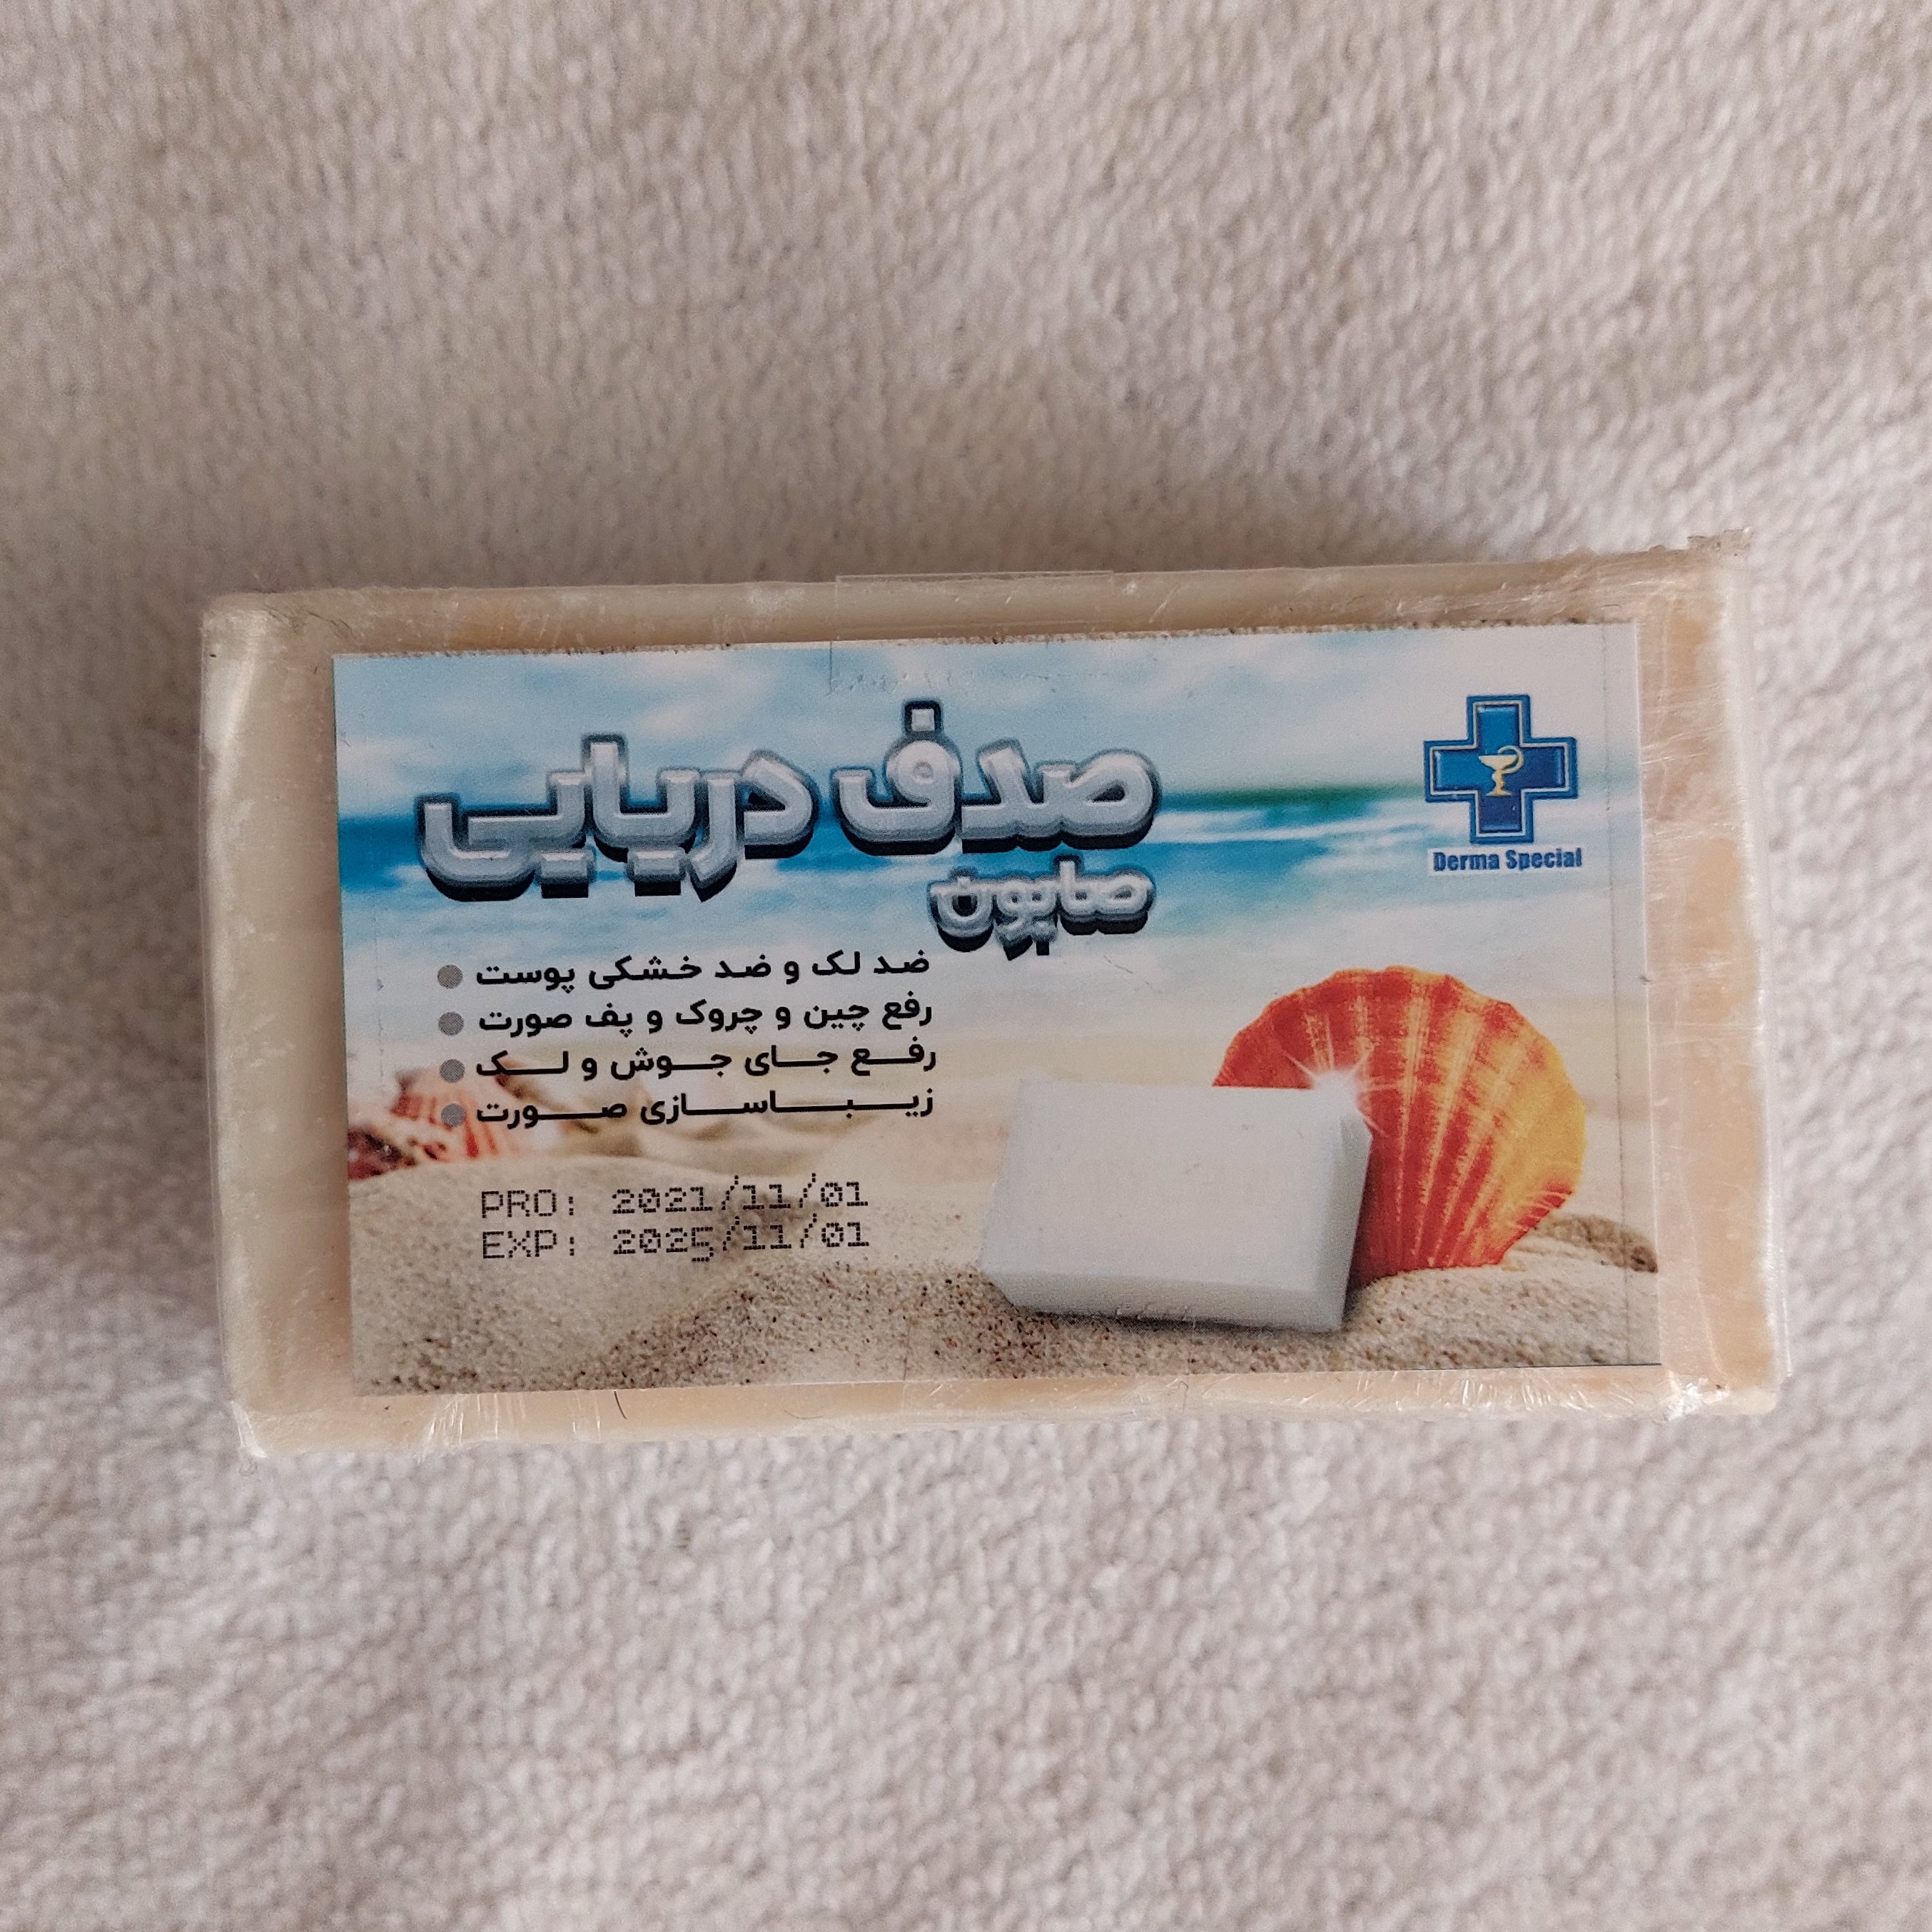 صدف دریایی
صابون
Derma Special
ضد لک و ضد خشکی پوست
رفع چین و چروک و پف صورت
رفع جای جوش و لک
زیباسازی صورت
PRO: 2021/11/01
EXP: 2025/11/01